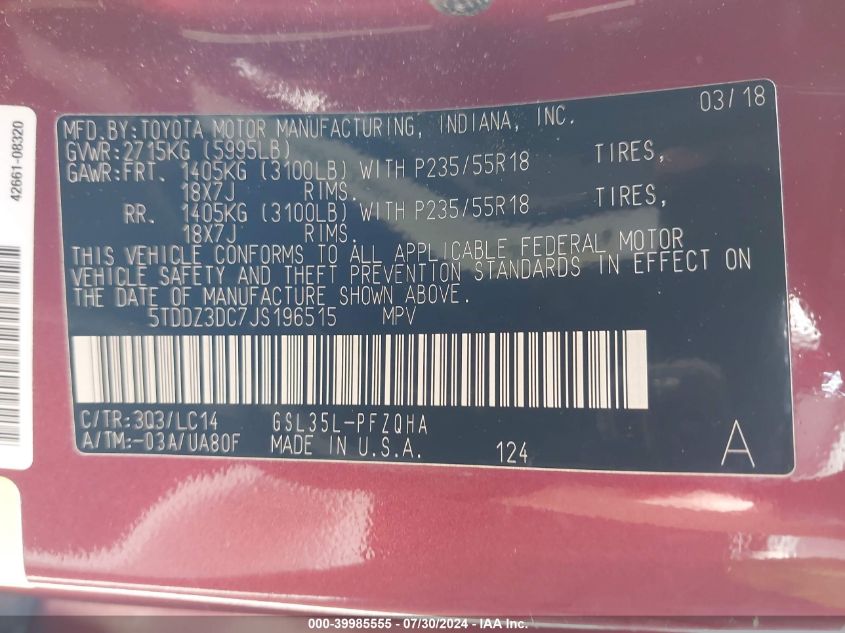 42661-08320
03/18
MFD.BY:TOYOTA MOTOR MANUFACTURING, INDIANA, INC.
GVWR:2715KG (5995LB)
GAWR:FRT. 1405KG (3100LB) WITH P235/55R18 TIRES,
18X7J RIMS.
RR. 1405KG (3100LB) WITH P235/55R18 TIRES,
18X7J RIMS.
THIS VEHICLE CONFORMS TO ALL APPLICABLE FEDERAL MOTOR
VEHICLE SAFETY AND THEFT PREVENTION STANDARDS IN EFFECT ON
THE DATE OF MANUFACTURE SHOWN ABOVE.
5TDDZ3DC7JS196515 MPV
C/TR:3Q3/LC14 GSL35L-PFZQHA
A/TM:-03A/UA80F MADE IN U.S.A. 124 A
000-39985555 - 07/30/2024 - IAA Inc.